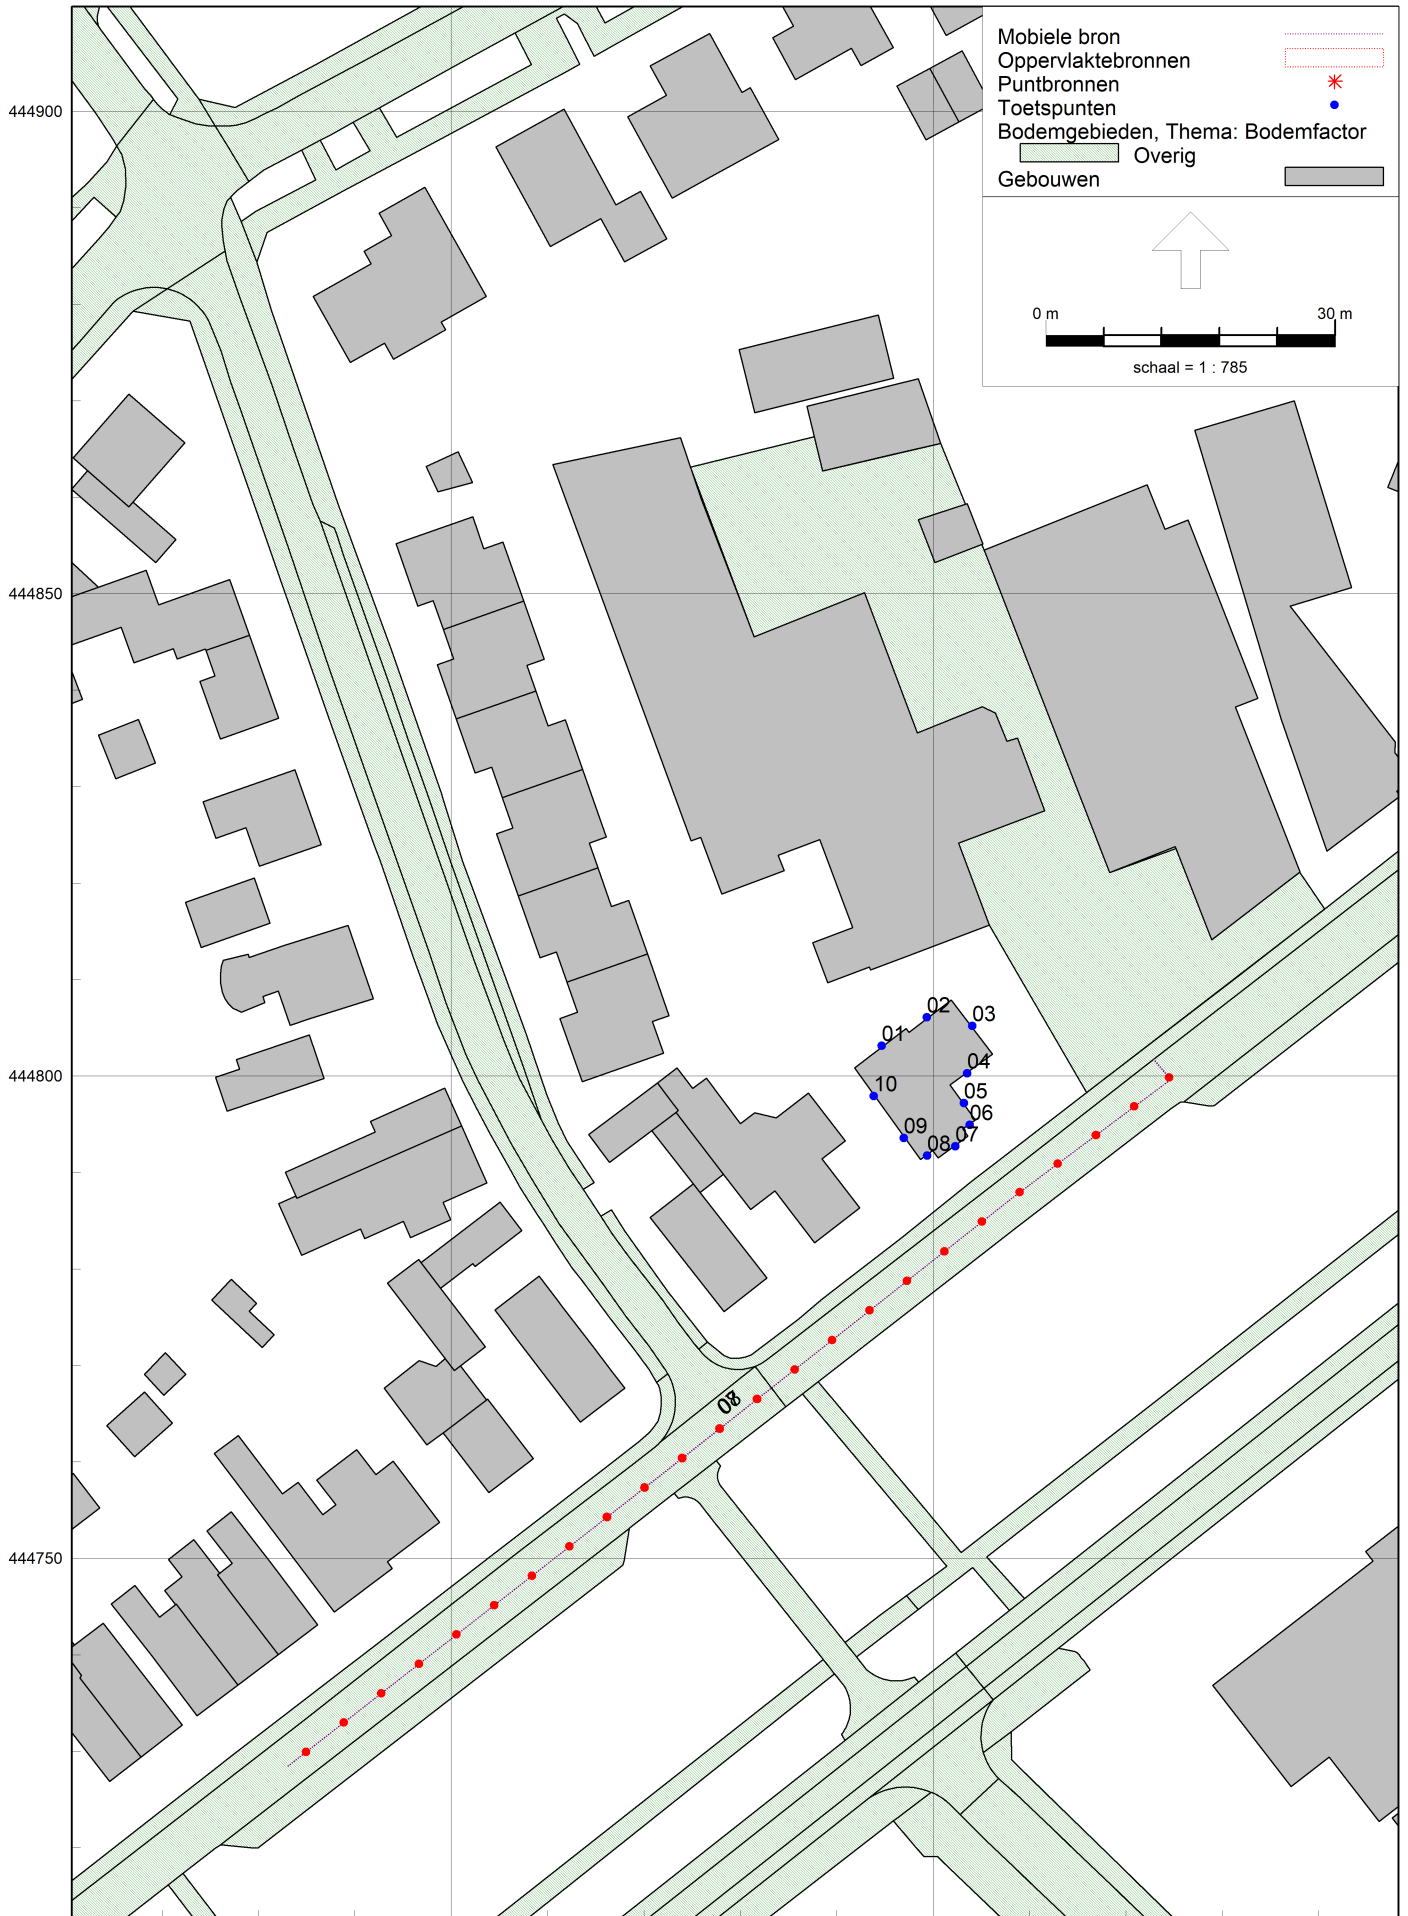 Mobiele bron
Oppervlaktebronnen
Puntbronnen
Toetspunten
Bodemgebieden, Thema: Bodemfactor
Overig
Gebouwen
0 m 30 m
schaal = 1 : 785
444900
444850
444800
444750
02
03
01
04
10
05
06
09
07
08